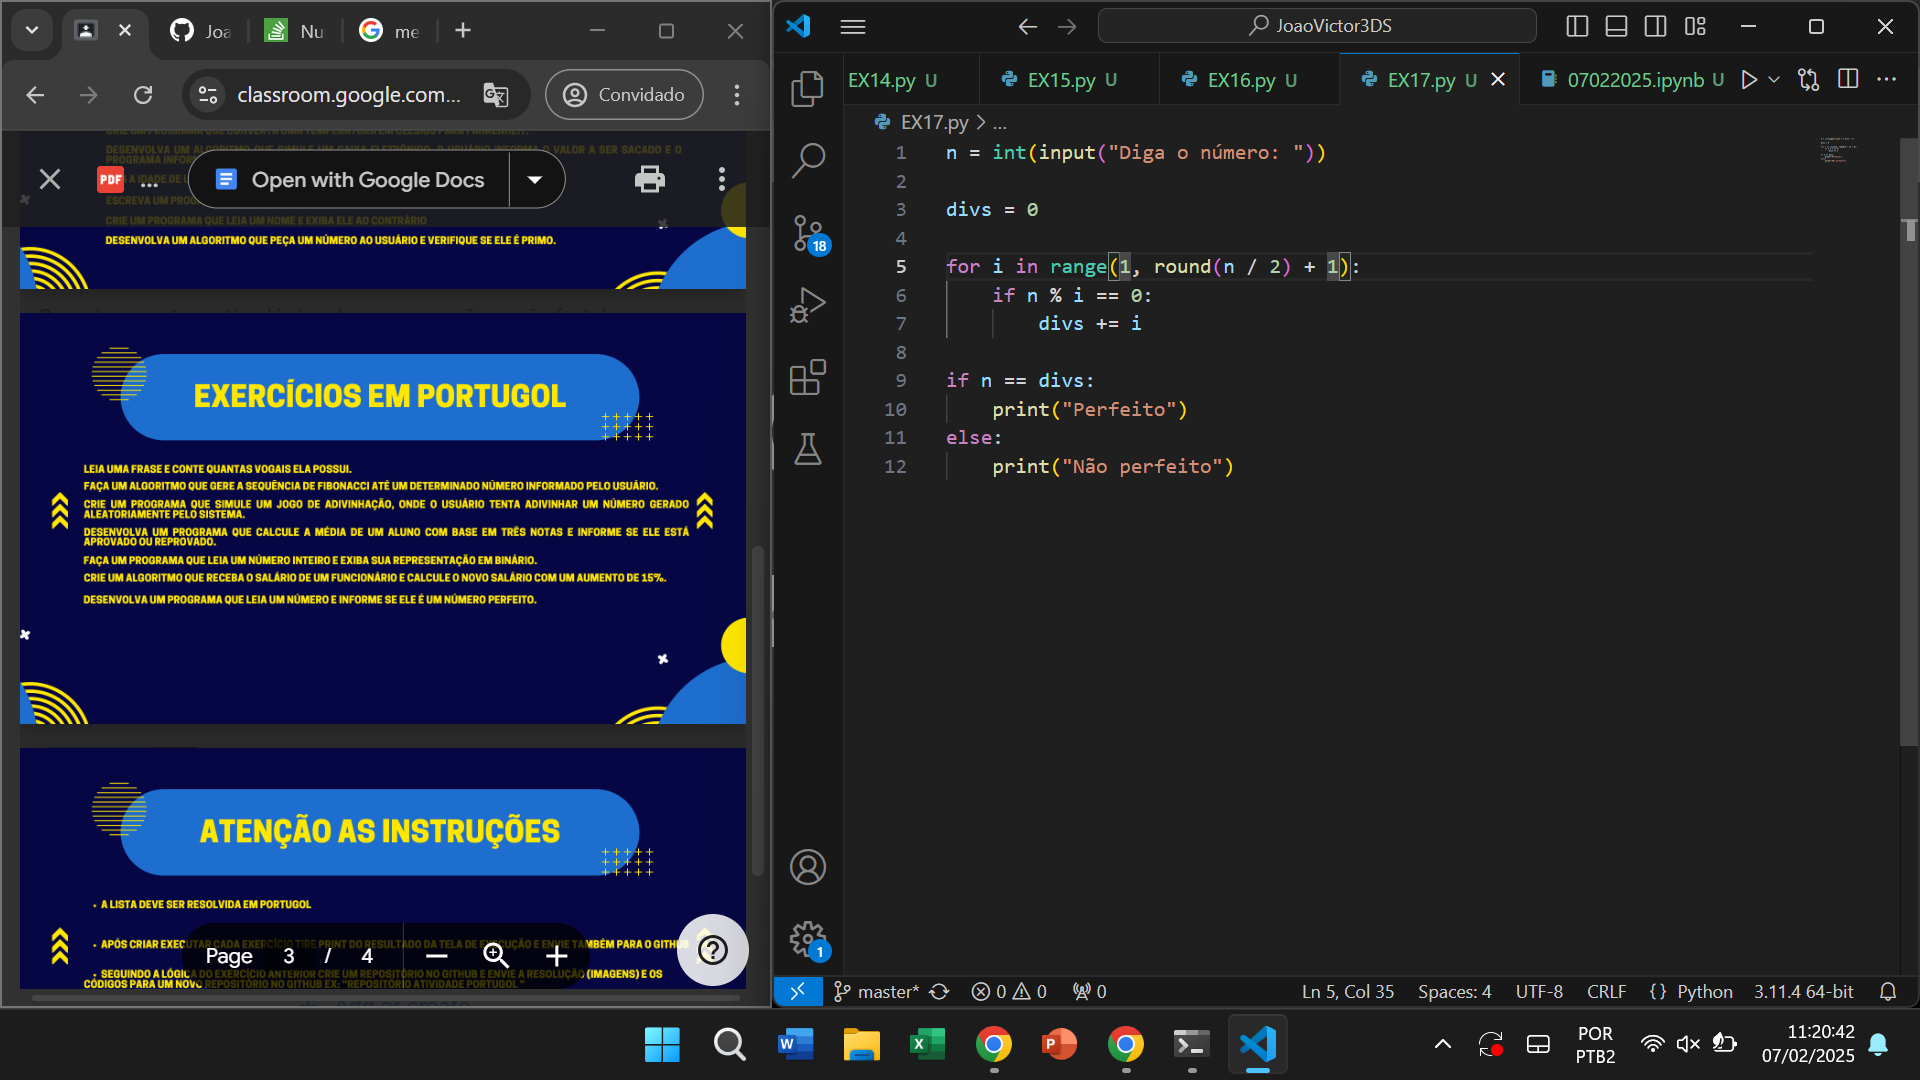 Joa
Nu
me
classroom.google.com...
Convidado
CRIE UM PROGRAMA QUE CONVERTA UMA TEMPERATURA EM CELSIUS PARA FAHRENHEIT.
DESENVOLVA UM ALGORITMO QUE SIMULE UM CAIXA ELETRÔNICO. O USUÁRIO INFORMA O VALOR A SER SACADO E O
PROGRAMA INFOR
PDF ...
Open with Google Docs
A IDADE DE
ESCREVA UM PROG
CRIE UM PROGRAMA QUE LEIA UM NOME E EXIBA ELE AO CONTRÁRIO
DESENVOLVA UM ALGORITMO QUE PEÇA UM NÚMERO AO USUÁRIO E VERIFIQUE SE ELE É PRIMO.
EXERCÍCIOS EM PORTUGOL
LEIA UMA FRASE E CONTE QUANTAS VOGAIS ELA POSSUI.
FAÇA UM ALGORITMO QUE GERE A SEQUÊNCIA DE FIBONACCI ATÉ UM DETERMINADO NÚMERO INFORMADO PELO USUÁRIO.
CRIE UM PROGRAMA QUE SIMULE UM JOGO DE ADIVINHAÇÃO, ONDE O USUÁRIO TENTA ADIVINHAR UM NÚMERO GERADO
ALEATORIAMENTE PELO SISTEMA.
DESENVOLVA UM PROGRAMA QUE CALCULE A MÉDIA DE UM ALUNO COM BASE EM TRÊS NOTAS E INFORME SE ELE ESTÁ
APROVADO OU REPROVADO.
FAÇA UM PROGRAMA QUE LEIA UM NÚMERO INTEIRO E EXIBA SUA REPRESENTAÇÃO EM BINÁRIO.
CRIE UM ALGORITMO QUE RECEBA O SALÁRIO DE UM FUNCIONÁRIO E CALCULE O NOVO SALÁRIO COM UM AUMENTO DE 15%.
DESENVOLVA UM PROGRAMA QUE LEIA UM NÚMERO E INFORME SE ELE É UM NÚMERO PERFEITO.
ATENÇÃO AS INSTRUÇÕES
• A LISTA DEVE SER RESOLVIDA EM PORTUGOL
• APÓS CRIAR EXECUTAR CADA EXERCÍCIO TIRE PRINT DO RESULTADO DA TELA DE EXECUÇÃO E ENVIE TAMBÉM PARA O GITHUB
• SEGUINDO A LÓGICA DO EXERCÍCIO ANTERIOR CRIE UM REPOSITÓRIO NO GITHUB E ENVIE A RESOLUÇÃO (IMAGENS) E OS
CÓDIGOS PARA UM NOVO REPOSITÓRIO NO GITHUB EX: "REPOSITÓRIO ATIVIDADE PORTUGOL"
Page 3 / 4
JoaoVictor3DS
EX14.py U
EX15.py U
EX16.py U
EX17.py U
07022025.ipynb U
EX17.py > ...
1 n = int(input("Diga o número: "))
2
3 divs = 0
4
5 for i in range(1, round(n / 2) + 1):
6 if n % i == 0:
7 divs += i
8
9 if n == divs:
10 print("Perfeito")
11 else:
12 print("Não perfeito")
18
1
master*
0 0
0
Ln 5, Col 35
Spaces: 4
UTF-8
CRLF
{} Python
3.11.4 64-bit
POR
PTB2
11:20:42
07/02/2025